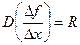 D(Δf/Δx) = R